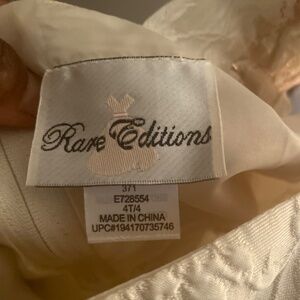 Rare Editions
371
E728554
4T/4
MADE IN CHINA
UPC#194170735746